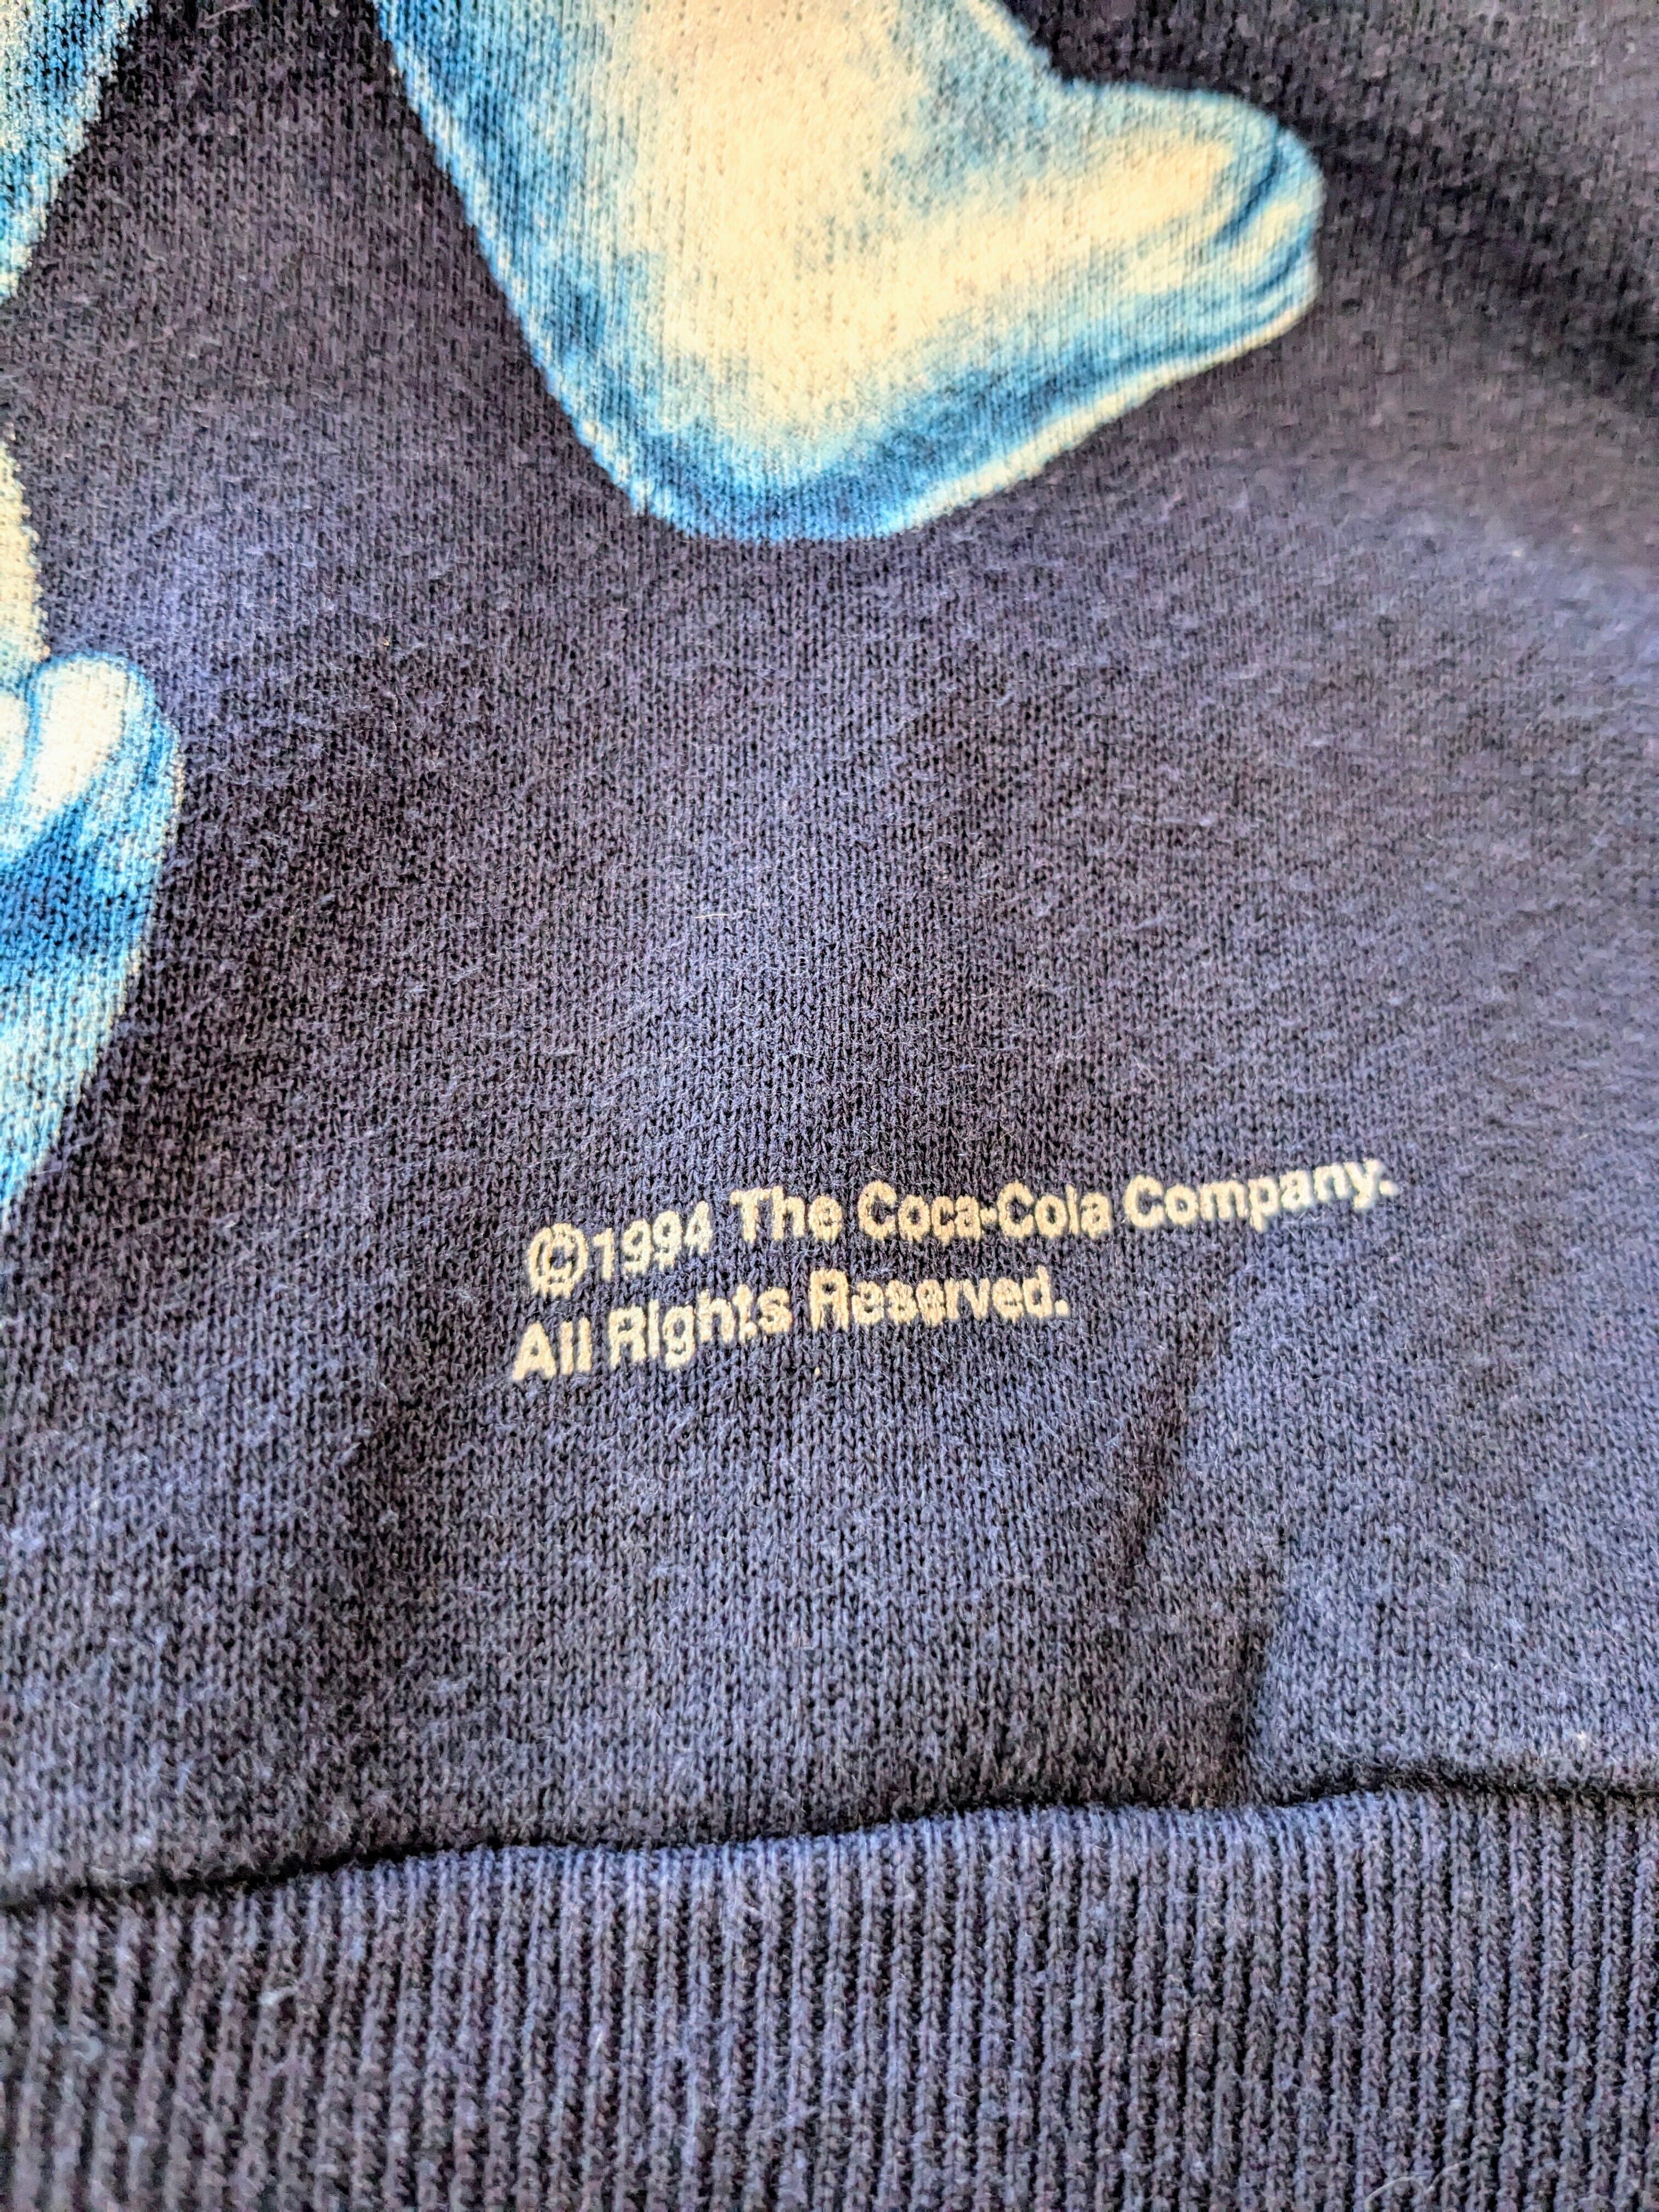 ©1994 The Coca-Cola Company.
All Rights Reserved.